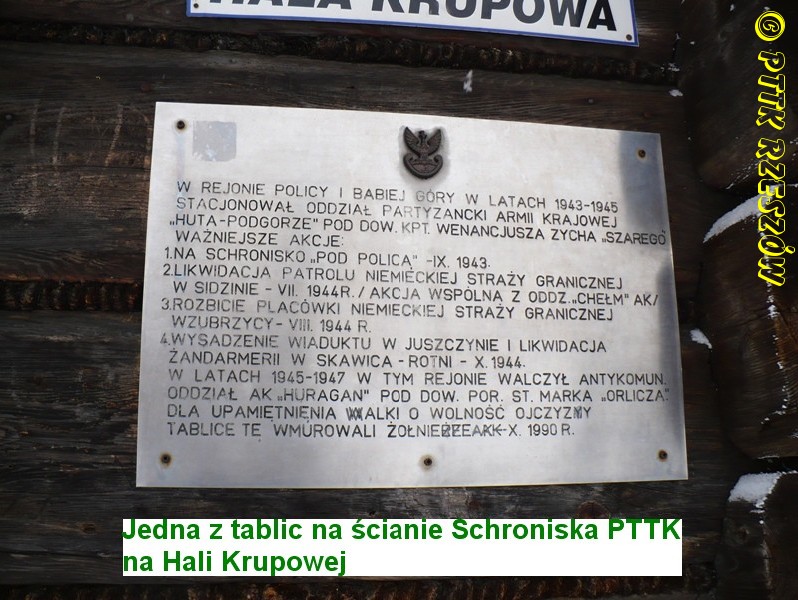 HALA KRUPOWA
© PTTK RZESZÓW
W REJONIE POLICY I BABIEJ GÓRY W LATACH 1943-1945
STACJONOWAŁ ODDZIAŁ PARTYZANCKI ARMII KRAJOWEJ
„HUTA-PODGORZE" POD DOW. KPT. WENANCJUSZA ZYCHA „SZAREGO
WAŻNIEJSZE AKCJE:
1.NA SCHRONISKO „POD POLICĄ" -IX. 1943.
2.LIKWIDACJA PATROLU NIEMIECKIEJ STRAŻY GRANICZNEJ
W SIDZINIE - VII. 1944R. / AKCJA WSPÓLNA Z ODDZ. „CHEŁM" AK/
3.ROZBICIE PLACÓWKI NIEMIECKIEJ STRAŻY GRANICZNEJ
WZUBRZYCY- VIII. 1944 R.
4.WYSADZENIE WIADUKTU W JUSZCZYNIE I LIKWIDACJA
ŻANDARMERII W SKAWICA - ROTNI - X. 1944.
W LATACH 1945-1947 W TYM REJONIE WALCZYŁ ANTYKOMUN.
ODDZIAŁ AK „HURAGAN" POD DOW. POR. ST. MARKA "ORLICZA"
DLA UPAMIĘTNIENIA WALKI O WOLNOŚĆ OJCZYZNY
TABLICE TĘ WMUROWALI ŻOŁNIERZE AK-X. 1990 R.
Jedna z tablic na ścianie Schroniska PTTK
na Hali Krupowej